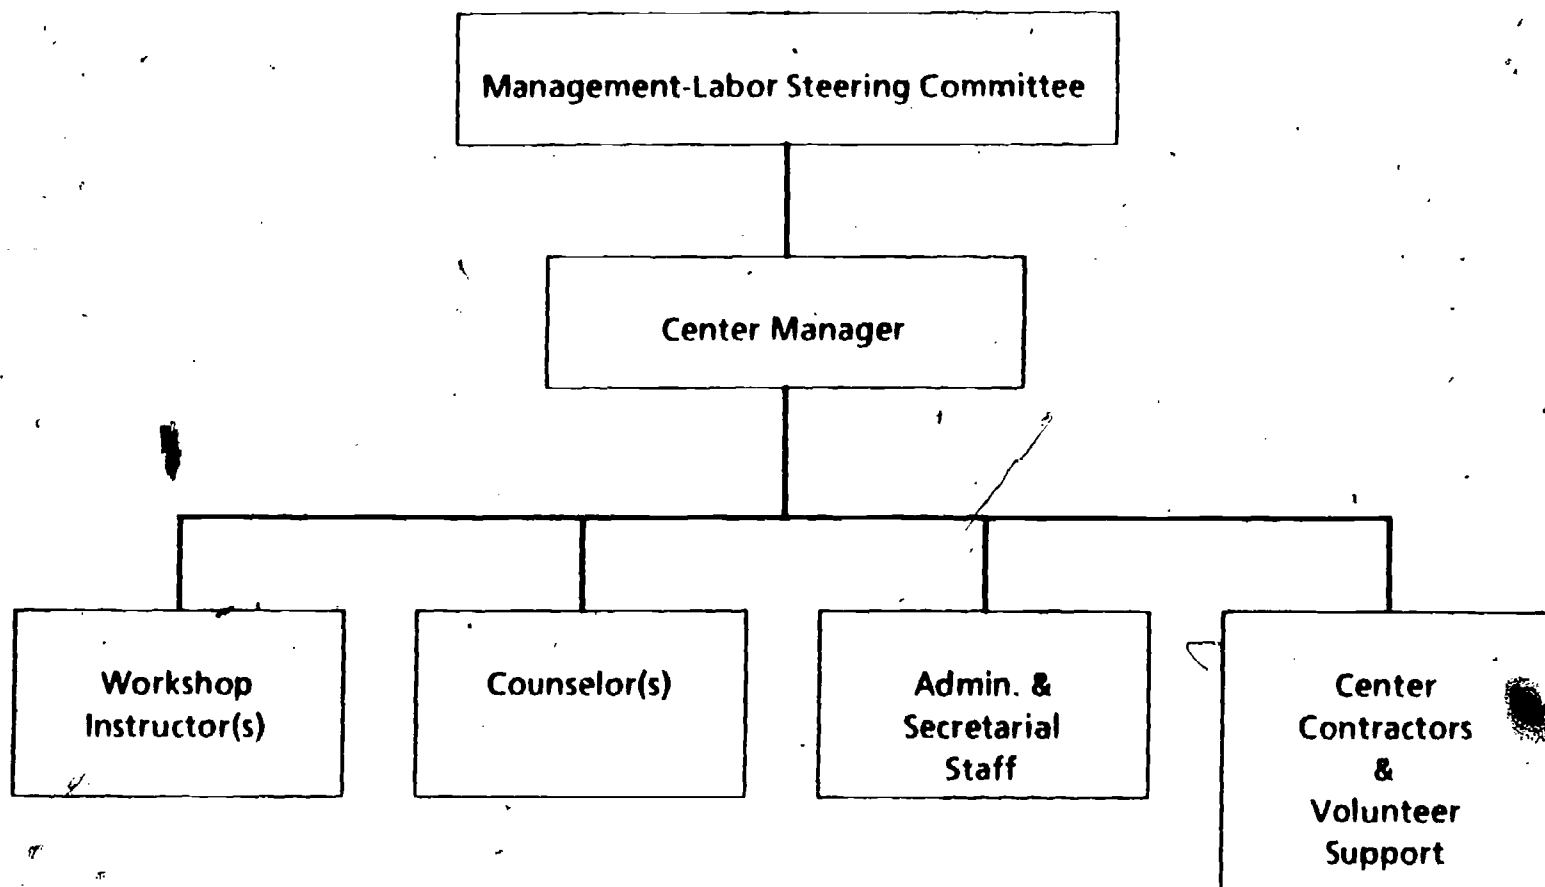 Management-Labor Steering Committee
Center Manager
Workshop
Instructor(s)
Counselor(s)
Admin. &
Secretarial
Staff
Center
Contractors
&
Volunteer
Support